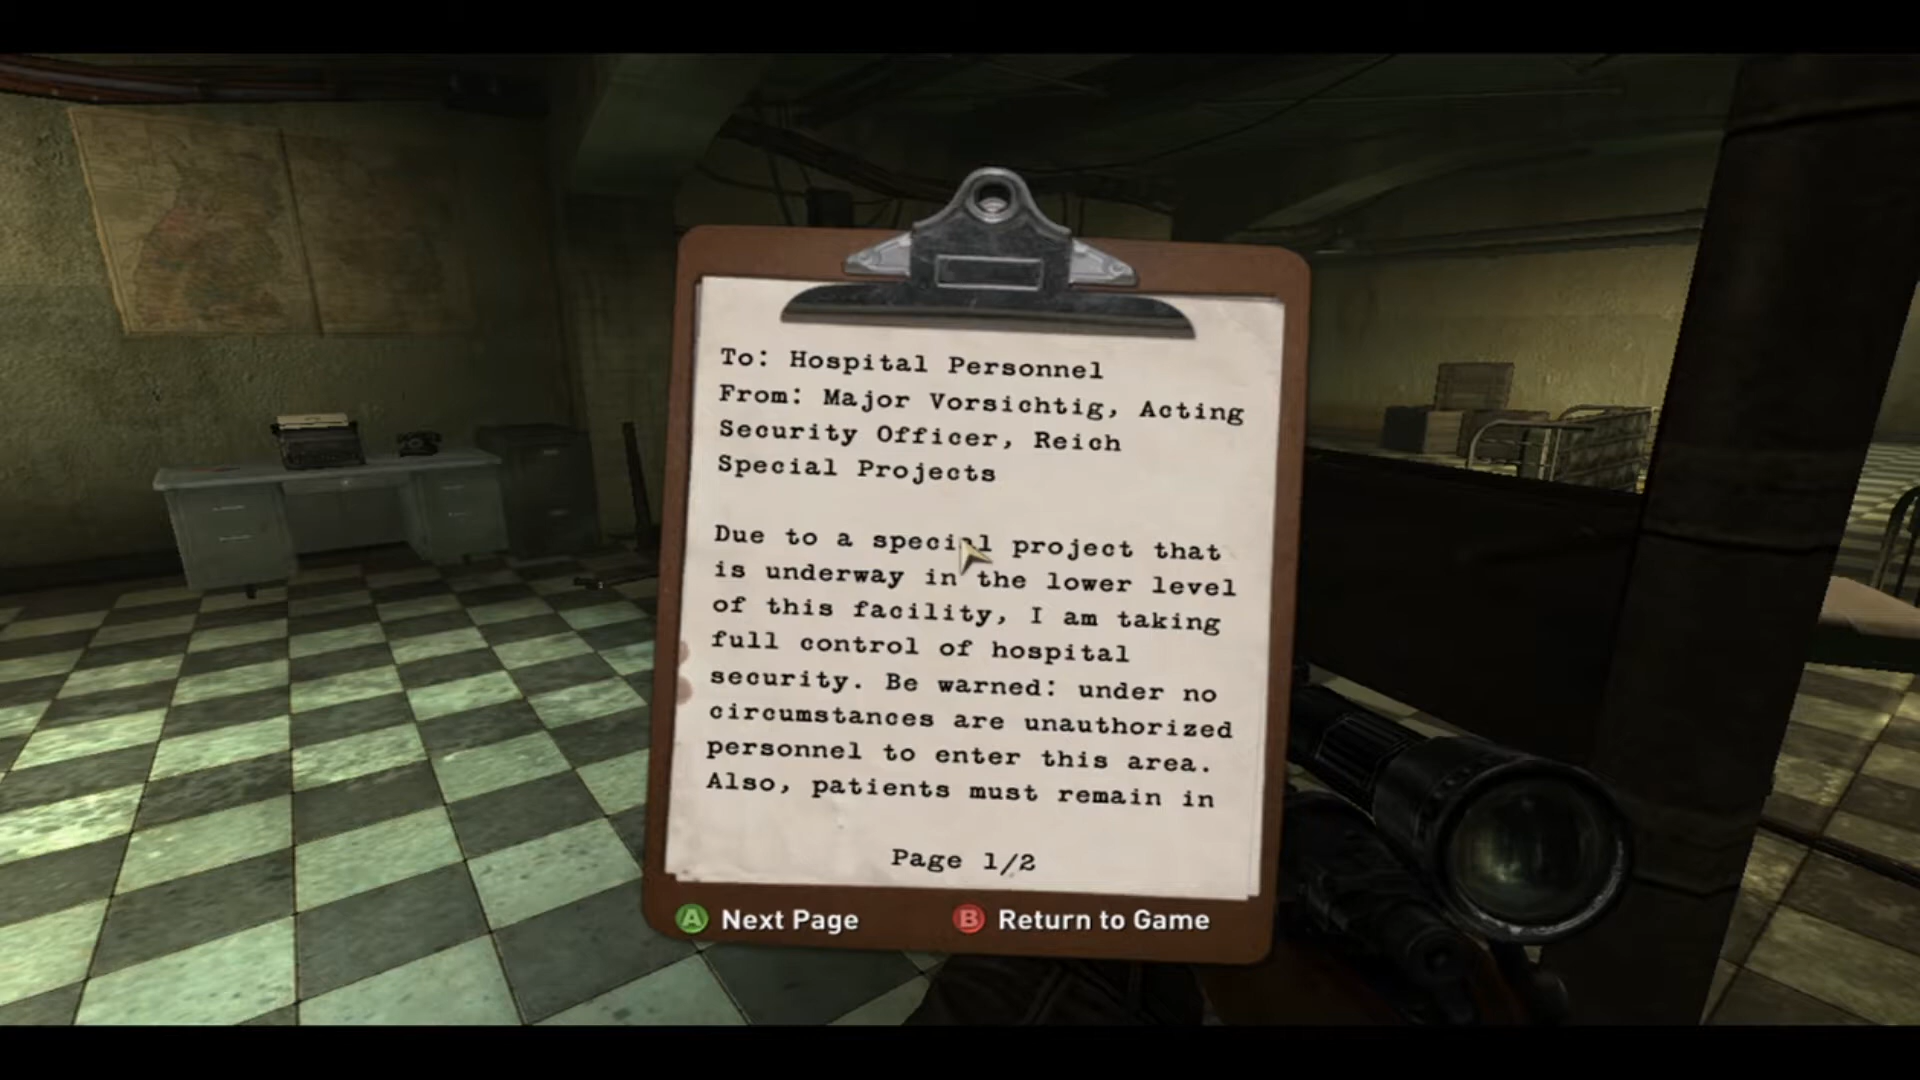 To: Hospital Personnel
From: Major Vorsichtig, Acting
Security Officer, Reich
Special Projects
Due to a special project that
is underway in the lower level
of this facility, I am taking
full control of hospital
security. Be warned: under no
circumstances are unauthorized
personnel to enter this area.
Also, patients must remain in
Page 1/2
A Next Page
B Return to Game